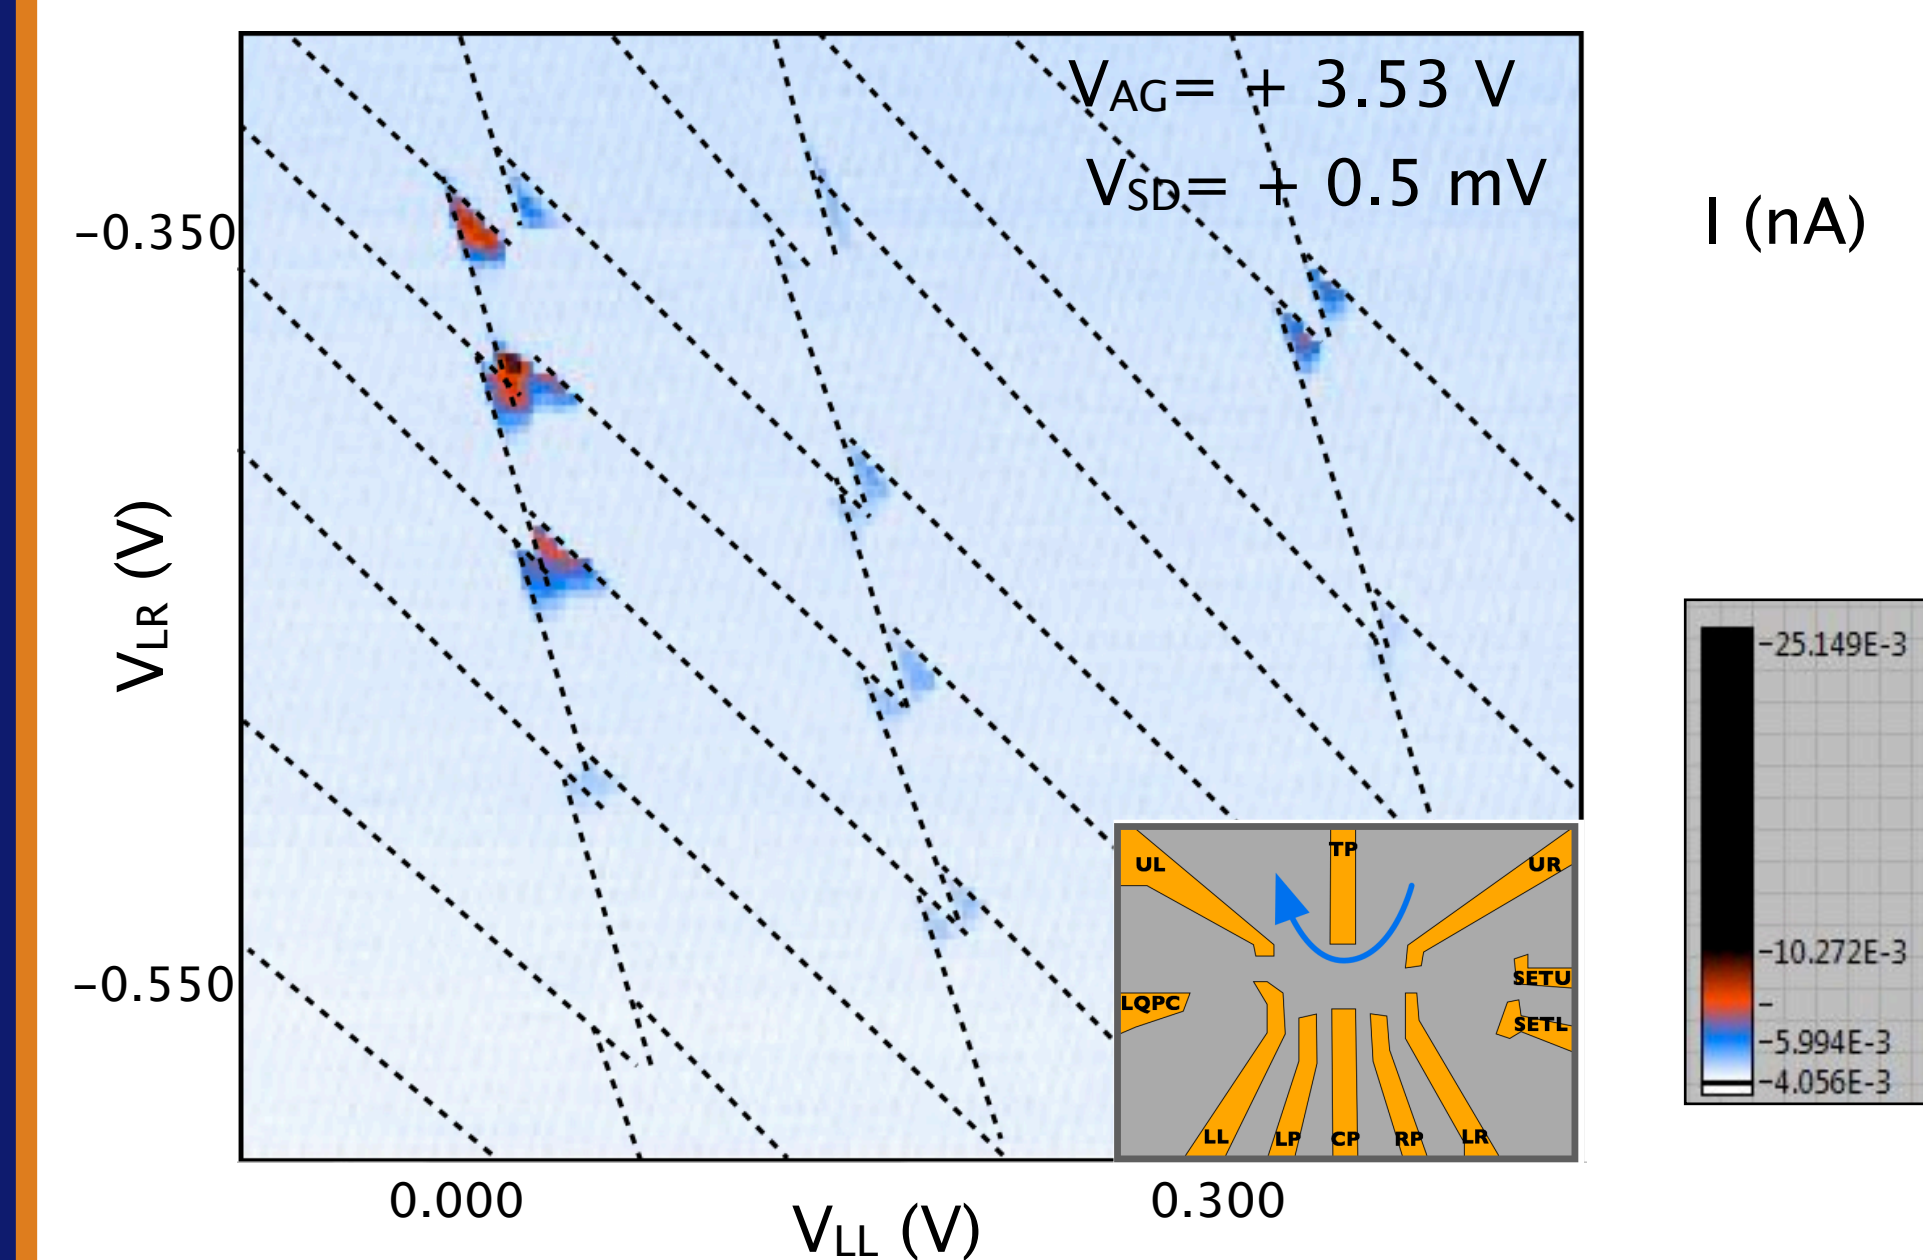 V_AG= + 3.53 V
V_SD= + 0.5 mV
I (nA)
−0.350
V_LR (V)
−0.550
0.000
0.300
V_LL (V)
−25.149E-3
−10.272E-3
−
−5.994E-3
−4.056E-3
UL
TP
UR
LQPC
SETU
SETL
LL
LP
CP
RP
LR